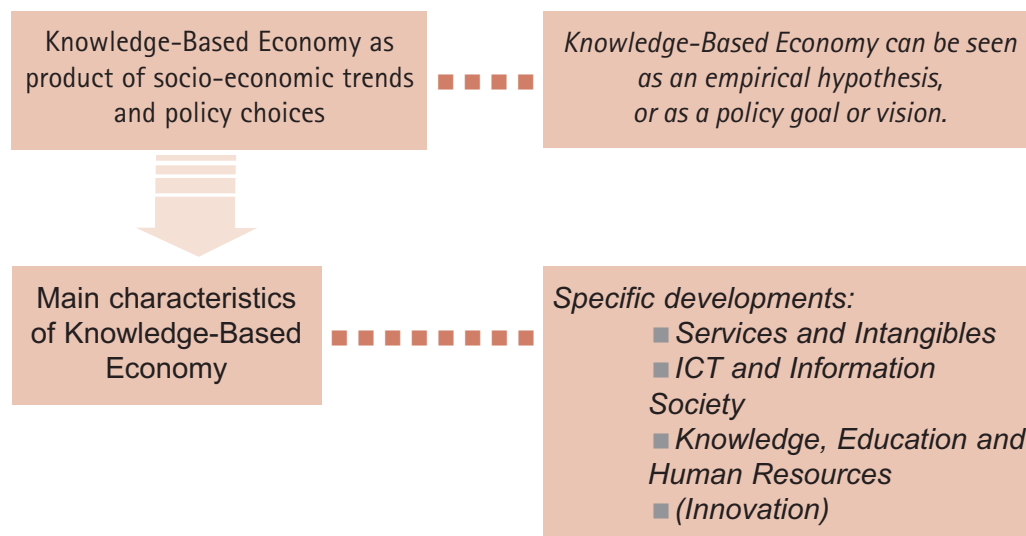 Knowledge-Based Economy as
product of socio-economic trends
and policy choices
Knowledge-Based Economy can be seen
as an empirical hypothesis,
or as a policy goal or vision.
Main characteristics
of Knowledge-Based
Economy
Specific developments:
■ Services and Intangibles
■ ICT and Information
Society
■ Knowledge, Education and
Human Resources
■ (Innovation)